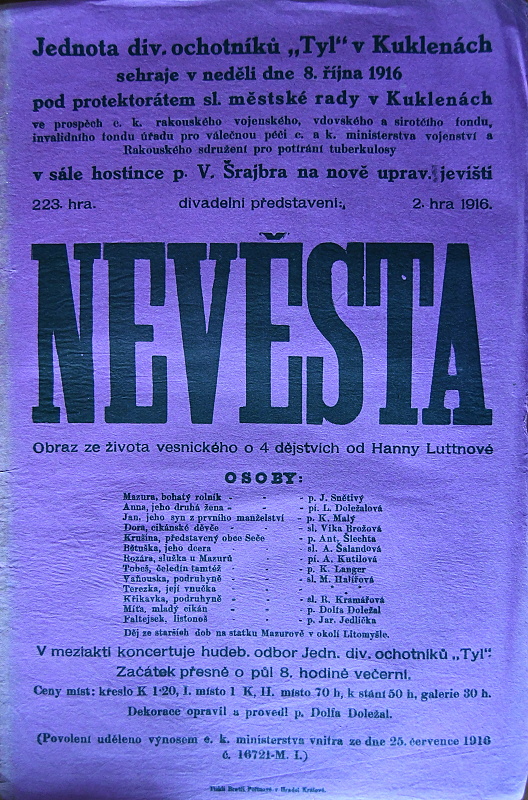 Jednota div. ochotníků „Tyl“ v Kuklenách
sehraje v neděli dne 8. října 1916
pod protektorátem sl. městské rady v Kuklenách
ve prospěch c. k. rakouského vojenského, vdovského a sirotčího fondu,
invalidního fondu úřadu pro válečnou péči c. a k. ministerstva vojenství a
Rakouského sdružení pro potírání tuberkulosy
v sále hostince p. V. Šrajbra na nově uprav. jevišti
223. hra. divadelní představení: 2. hra 1916.
NEVĚSTA
Obraz ze života vesnického o 4 dějstvích od Hanny Luttnové
OSOBY:
Mazura, bohatý rolník - - - p. J. Snětivý
Anna, jeho druhá žena - - - pí. L. Doležalová
Jan, jeho syn z prvního manželství - p. K. Malý
Dora, cikánské děvče - - - sl. Vika Brožová
Krušina, představený obce Seče - p. Ant. Šlechta
Bětuška, jeho dcera - - - sl. A. Šalandová
Rozára, služka u Mazurů - - pí. A. Kutilová
Tobeš, čeledín tamtéž - - - p. K. Langer
Vaňouska, podruhyně - - - sl. M. Halířová
Terezka, její vnučka - - -
Křikavka, podruhyně - - - sl. R. Kramářová
Míťa, mladý cikán - - - p. Dolfa Doležal
Faltejsek, listonoš - - - p. Jar. Jedlička
Děj ze starších dob na statku Mazurově v okolí Litomyšle.
V meziaktí koncertuje hudeb. odbor Jedn. div. ochotníků „Tyl“.
Začátek přesně o půl 8. hodině večerní.
Ceny míst: křeslo K 1·20, I. místo 1 K, II. místo 70 h, k stání 50 h, galerie 30 h.
Dekorace opravil a provedl p. Dolfa Doležal.
(Povolení uděleno výnosem c. k. ministerstva vnitra ze dne 25. července 1916
č. 16721-M. I.)
Tiskli Bratři Peřinové v Hradci Králové.